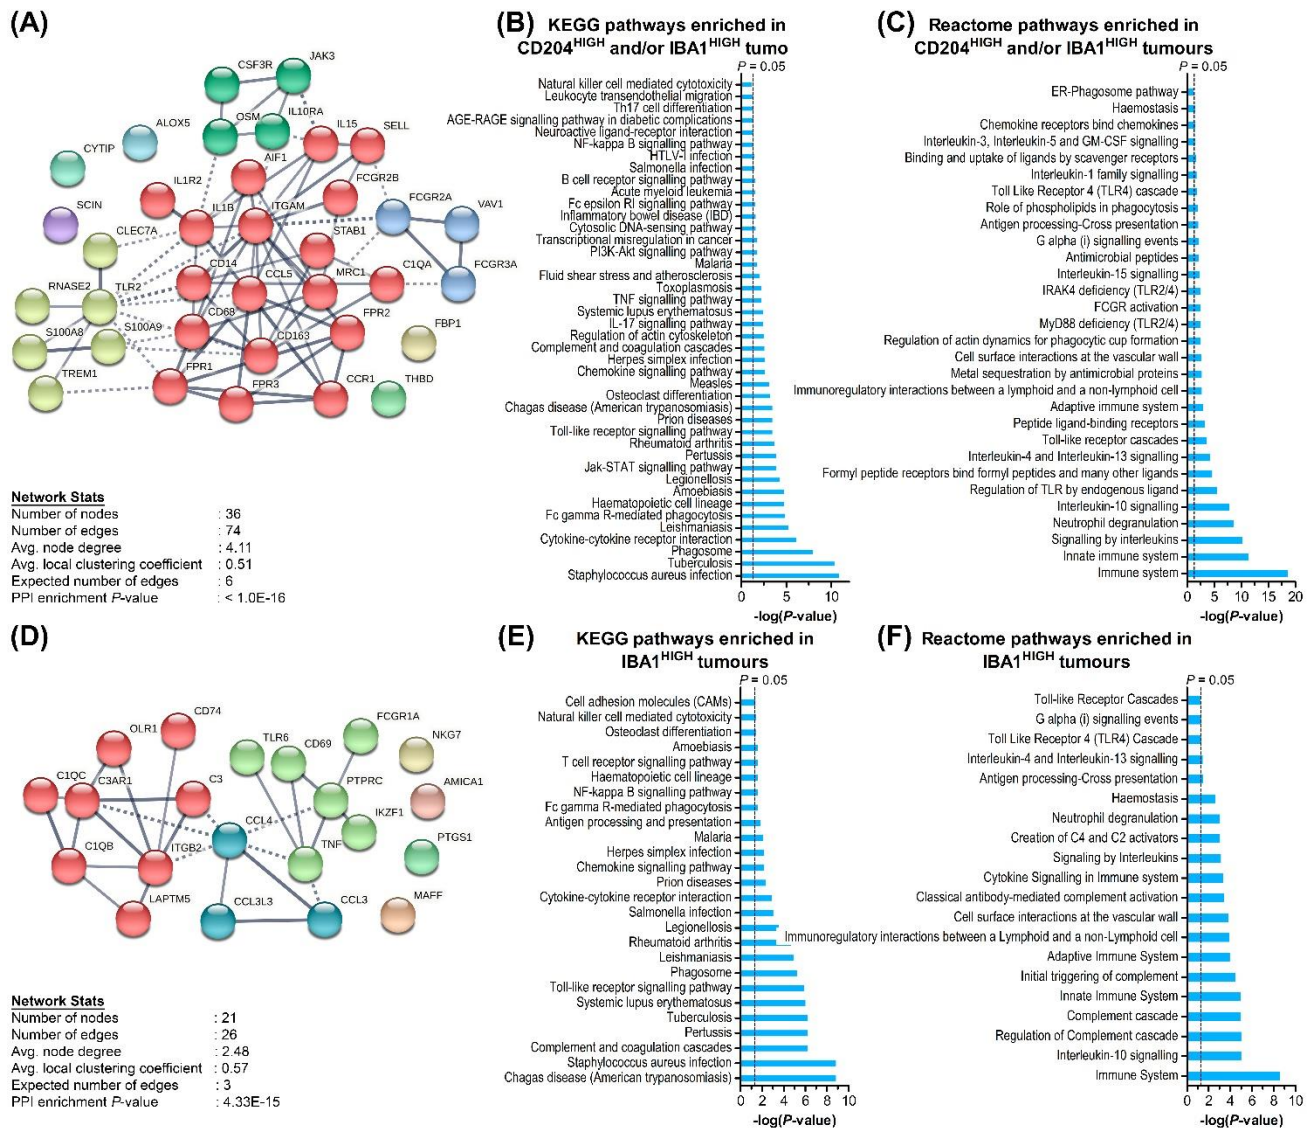 (A)
CSF3R
JAK3
ALOX5
OSM
IL10RA
IL15
SELL
CYTIP
AIF1
FCGR2B
IL1R2
FCGR2A
VAV1
SCIN
IL1B
ITGAM
CLEC7A
STAB1
FCGR3A
CD14
CCL5
MRC1
C1QA
RNASE2
TLR2
CD68
FPR2
FBP1
S100A8
S100A9
CD163
TREM1
FPR1
FPR3
CCR1
THBD
Network Stats
Number of nodes : 36
Number of edges : 74
Avg. node degree : 4.11
Avg. local clustering coefficient : 0.51
Expected number of edges : 6
PPI enrichment P-value : < 1.0E-16
(B) KEGG pathways enriched in
CD204HIGH and/or IBA1HIGH tumo
P = 0.05
Natural killer cell mediated cytotoxicity
Leukocyte transendothelial migration
Th17 cell differentiation
AGE-RAGE signalling pathway in diabetic complications
Neuroactive ligand-receptor interaction
NF-kappa B signalling pathway
HTLV-I infection
Salmonella infection
B cell receptor signalling pathway
Acute myeloid leukemia
Fc epsilon RI signalling pathway
Inflammatory bowel disease (IBD)
Cytosolic DNA-sensing pathway
Transcriptional misregulation in cancer
PI3K-Akt signalling pathway
Malaria
Fluid shear stress and atherosclerosis
Toxoplasmosis
TNF signalling pathway
Systemic lupus erythematosus
IL-17 signalling pathway
Regulation of actin cytoskeleton
Complement and coagulation cascades
Herpes simplex infection
Chemokine signalling pathway
Measles
Osteoclast differentiation
Chagas disease (American trypanosomiasis)
Prion diseases
Toll-like receptor signalling pathway
Rheumatoid arthritis
Pertussis
Jak-STAT signalling pathway
Legionellosis
Amoebiasis
Haematopoietic cell lineage
Fc gamma R-mediated phagocytosis
Leishmaniasis
Cytokine-cytokine receptor interaction
Phagosome
Tuberculosis
Staphylococcus aureus infection
0 5 10
-log(P-value)
(C) Reactome pathways enriched in
CD204HIGH and/or IBA1HIGH tumours
P = 0.05
ER-Phagosome pathway
Haemostasis
Chemokine receptors bind chemokines
Interleukin-3, Interleukin-5 and GM-CSF signalling
Binding and uptake of ligands by scavenger receptors
Interleukin-1 family signalling
Toll Like Receptor 4 (TLR4) cascade
Role of phospholipids in phagocytosis
Antigen processing-Cross presentation
G alpha (i) signalling events
Antimicrobial peptides
Interleukin-15 signalling
IRAK4 deficiency (TLR2/4)
FCGR activation
MyD88 deficiency (TLR2/4)
Regulation of actin dynamics for phagocytic cup formation
Cell surface interactions at the vascular wall
Metal sequestration by antimicrobial proteins
Immunoregulatory interactions between a lymphoid and a non-lymphoid cell
Adaptive immune system
Peptide ligand-binding receptors
Toll-like receptor cascades
Interleukin-4 and Interleukin-13 signalling
Formyl peptide receptors bind formyl peptides and many other ligands
Regulation of TLR by endogenous ligand
Interleukin-10 signalling
Neutrophil degranulation
Signalling by interleukins
Innate immune system
Immune system
0 5 10 15 20
-log(P-value)
(D)
CD74
OLR1
FCGR1A
TLR6
CD69
NKG7
C1QC
C3AR1
C3
PTPRC
AMICA1
CCL4
IKZF1
C1QB
ITGB2
TNF
PTGS1
LAPTM5
CCL3L3
CCL3
MAFF
Network Stats
Number of nodes : 21
Number of edges : 26
Avg. node degree : 2.48
Avg. local clustering coefficient : 0.57
Expected number of edges : 3
PPI enrichment P-value : 4.33E-15
(E) KEGG pathways enriched in
IBA1HIGH tumours
P = 0.05
Cell adhesion molecules (CAMs)
Natural killer cell mediated cytotoxicity
Osteoclast differentiation
Amoebiasis
T cell receptor signalling pathway
Haematopoietic cell lineage
NF-kappa B signalling pathway
Fc gamma R-mediated phagocytosis
Antigen processing and presentation
Malaria
Herpes simplex infection
Chemokine signalling pathway
Prion diseases
Cytokine-cytokine receptor interaction
Salmonella infection
Legionellosis
Rheumatoid arthritis
Leishmaniasis
Phagosome
Toll-like receptor signalling pathway
Systemic lupus erythematosus
Tuberculosis
Pertussis
Complement and coagulation cascades
Staphylococcus aureus infection
Chagas disease (American trypanosomiasis)
0 2 4 6 8 10
-log(P-value)
(F) Reactome pathways enriched in
IBA1HIGH tumours
P = 0.05
Toll-like Receptor Cascades
G alpha (i) signalling events
Toll Like Receptor 4 (TLR4) Cascade
Interleukin-4 and Interleukin-13 signalling
Antigen processing-Cross presentation
Haemostasis
Neutrophil degranulation
Creation of C4 and C2 activators
Signaling by Interleukins
Cytokine Signalling in Immune system
Classical antibody-mediated complement activation
Cell surface interactions at the vascular wall
Immunoregulatory interactions between a Lymphoid and a non-Lymphoid cell
Adaptive Immune System
Initial triggering of complement
Innate Immune System
Complement cascade
Regulation of Complement cascade
Interleukin-10 signalling
Immune System
0 2 4 6 8 10
-log(P-value)